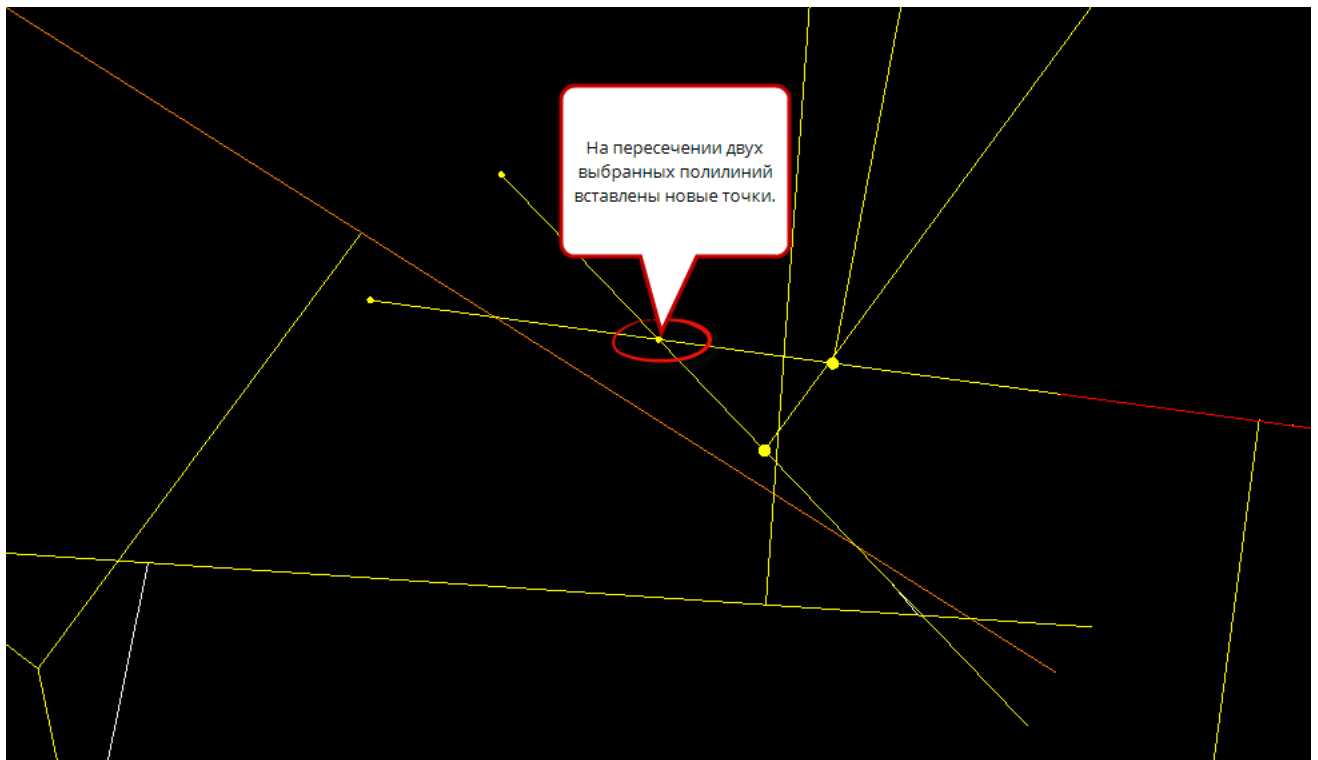 На пересечении двух
выбранных полилиний
вставлены новые точки.